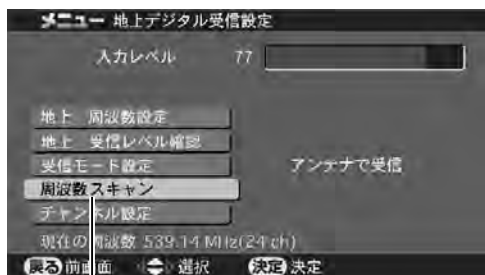 メニュー 地上デジタル受信設定
入力レベル 77
地上 周波数設定
地上 受信レベル確認
受信モード設定 アンテナで受信
周波数スキャン
チャンネル設定
現在の周波数 539.14 MHz(24 ch)
戻る 前画面 選択 決定 決定